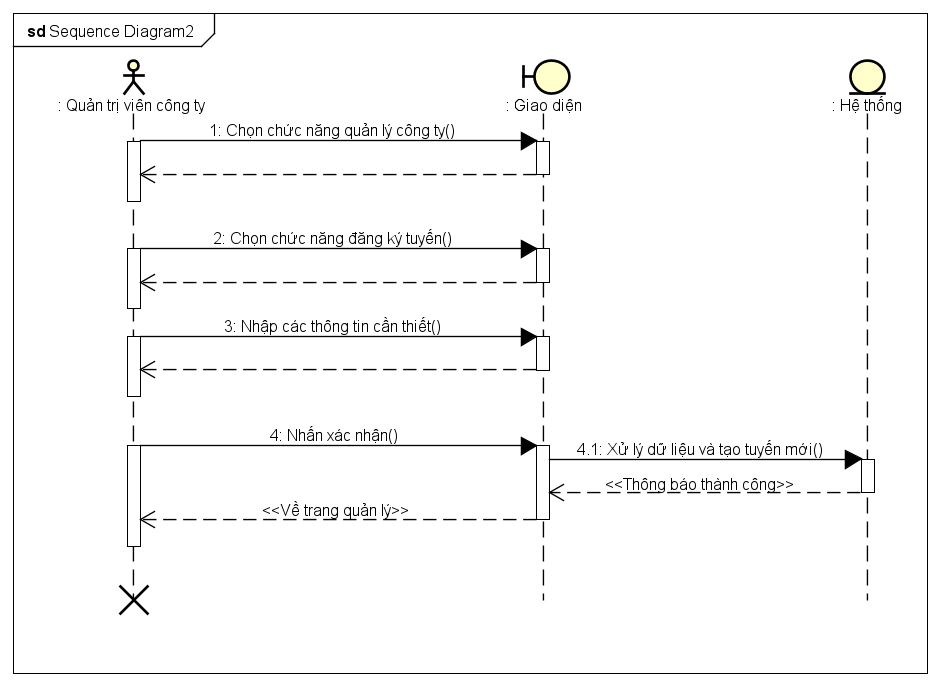 sd Sequence Diagram2
: Quản trị viên công ty
: Giao diện
: Hệ thống
1: Chọn chức năng quản lý công ty()
2: Chọn chức năng đăng ký tuyến()
3: Nhập các thông tin cần thiết()
4: Nhấn xác nhận()
4.1: Xử lý dữ liệu và tạo tuyến mới()
<<Thông báo thành công>>
<<Về trang quản lý>>